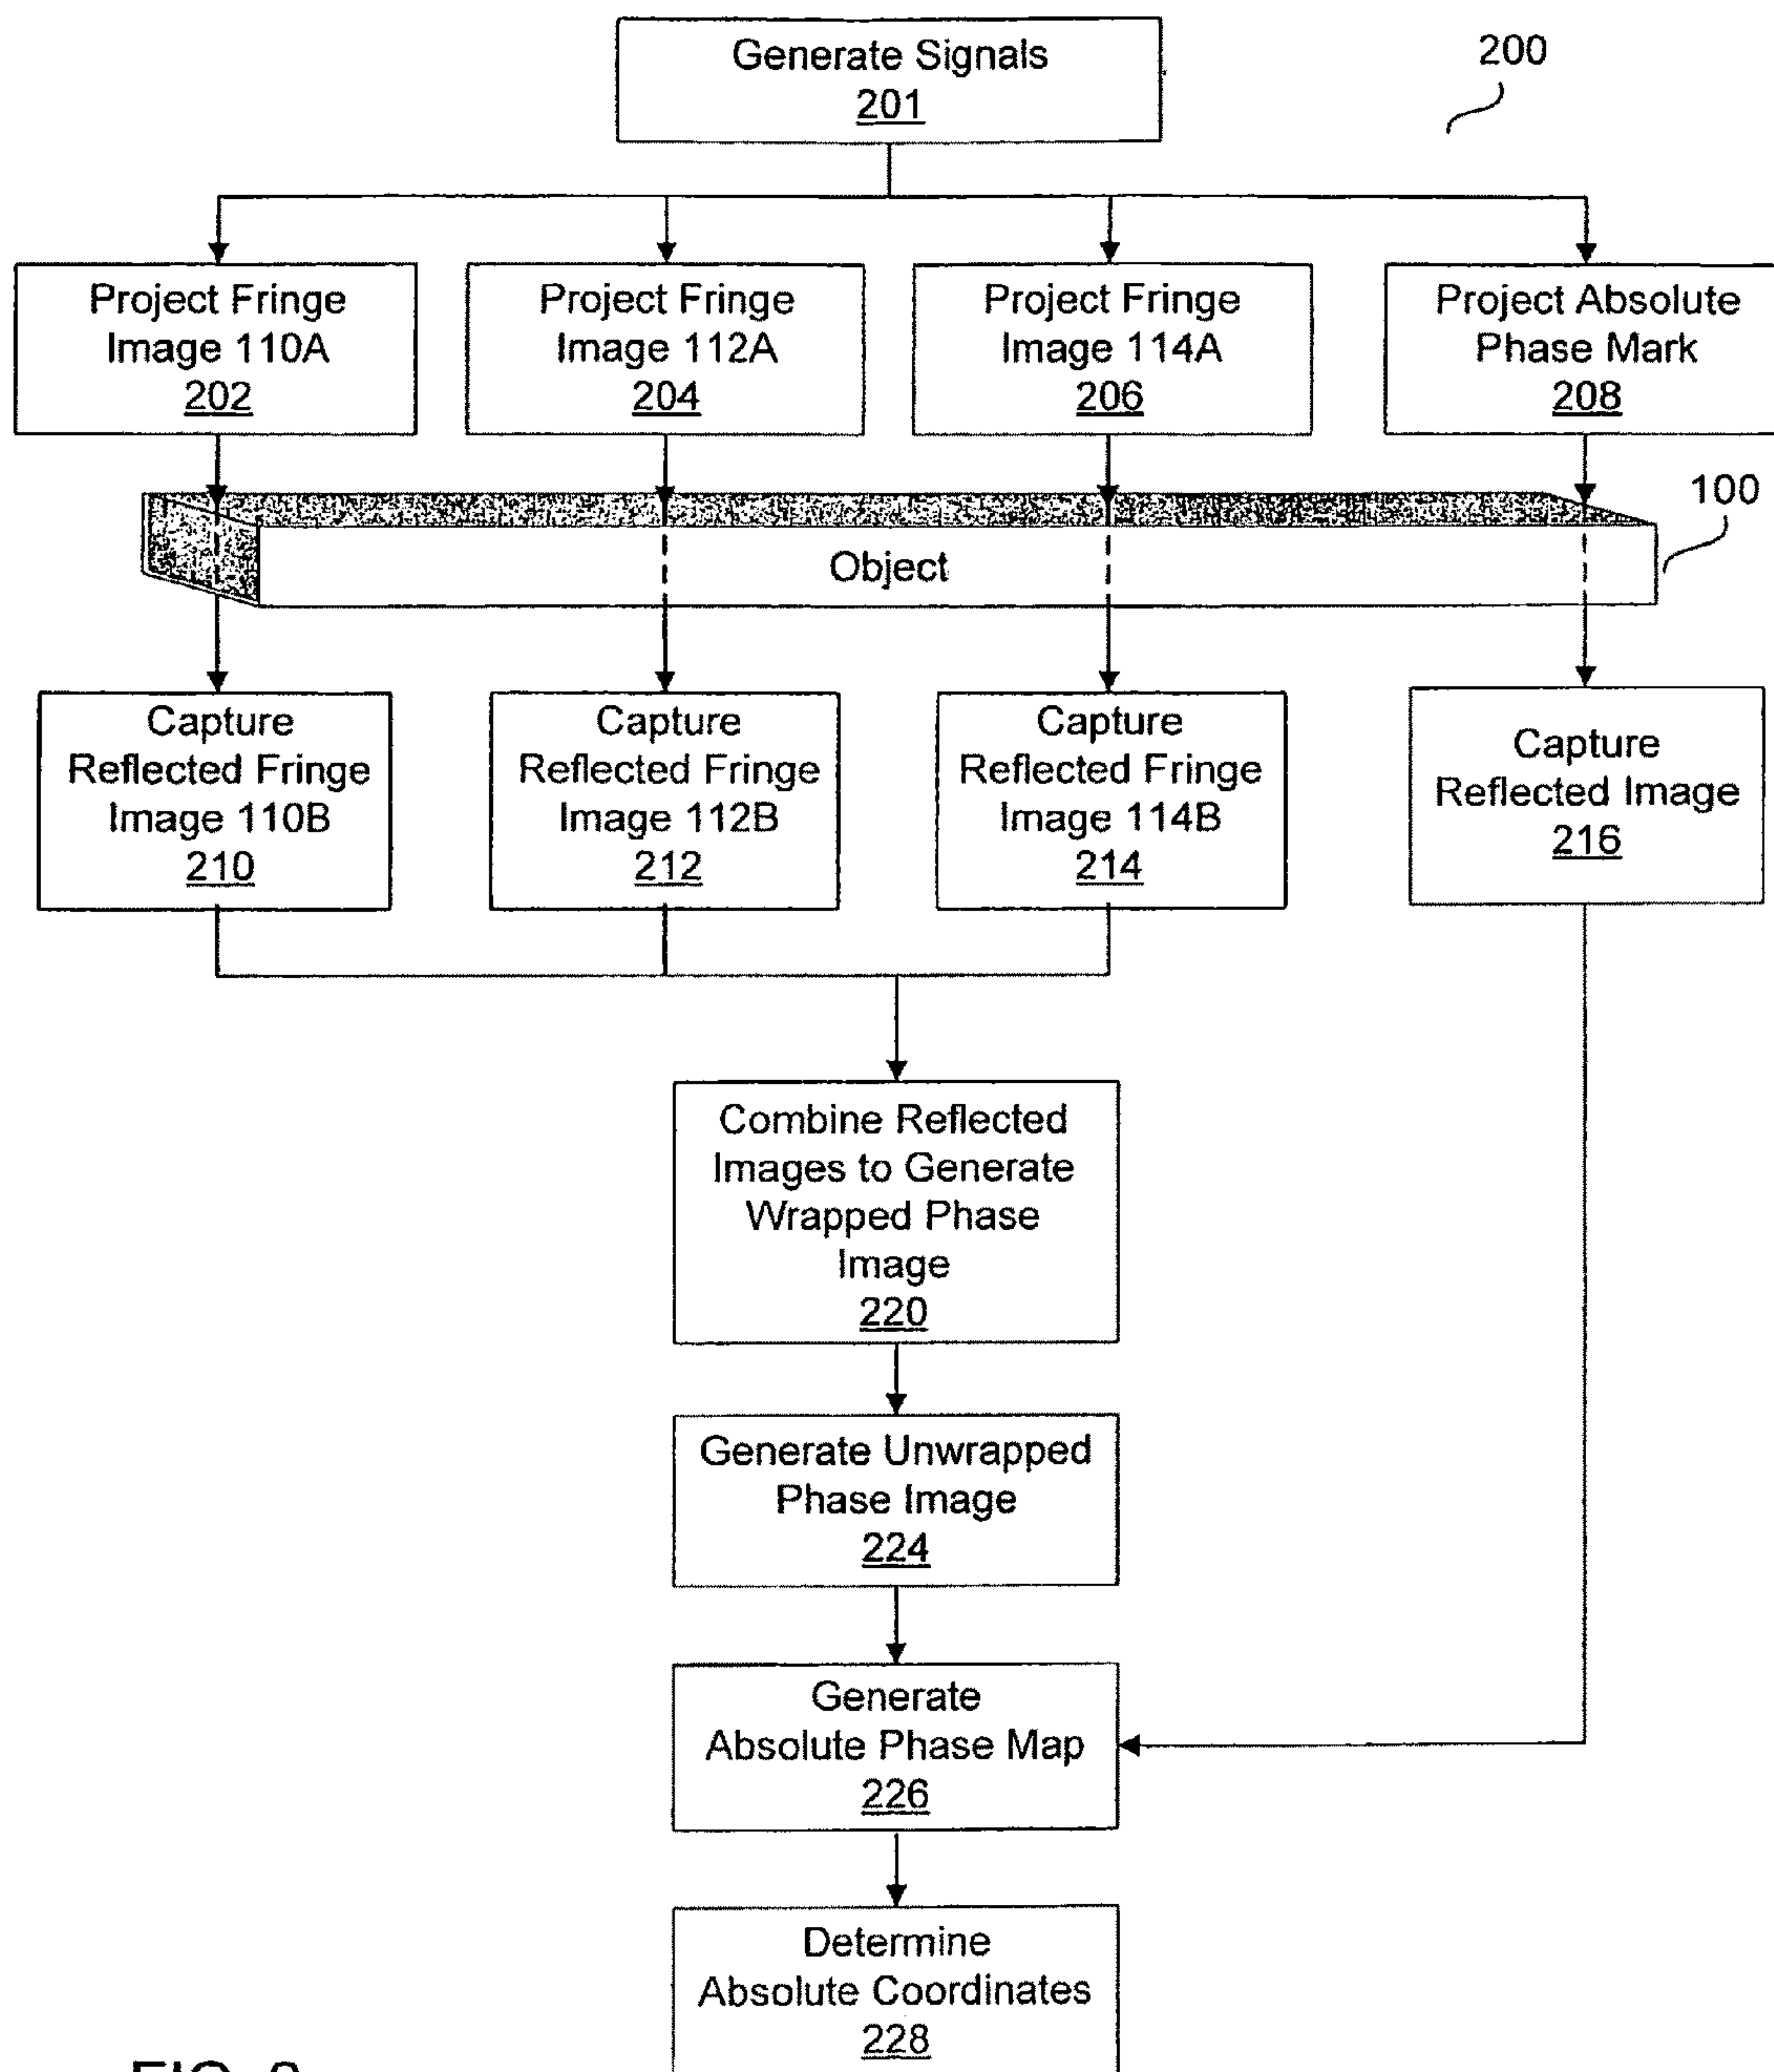 Generate Signals
201
200
Project Fringe
Image 110A
202
Project Fringe
Image 112A
204
Project Fringe
Image 114A
206
Project Absolute
Phase Mark
208
100
Object
Capture
Reflected Fringe
Image 110B
210
Capture
Reflected Fringe
Image 112B
212
Capture
Reflected Fringe
Image 114B
214
Capture
Reflected Image
216
Combine Reflected
Images to Generate
Wrapped Phase
Image
220
Generate Unwrapped
Phase Image
224
Generate
Absolute Phase Map
226
Determine
Absolute Coordinates
228